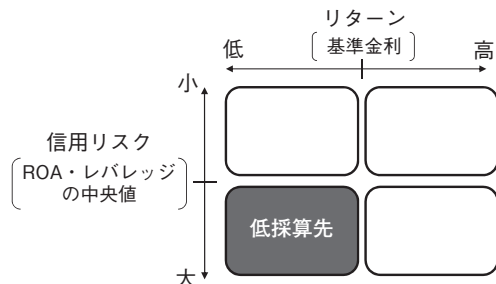 リターン
基準金利
低
高
小
信用リスク
ROA・レバレッジ
の中央値
低採算先
大